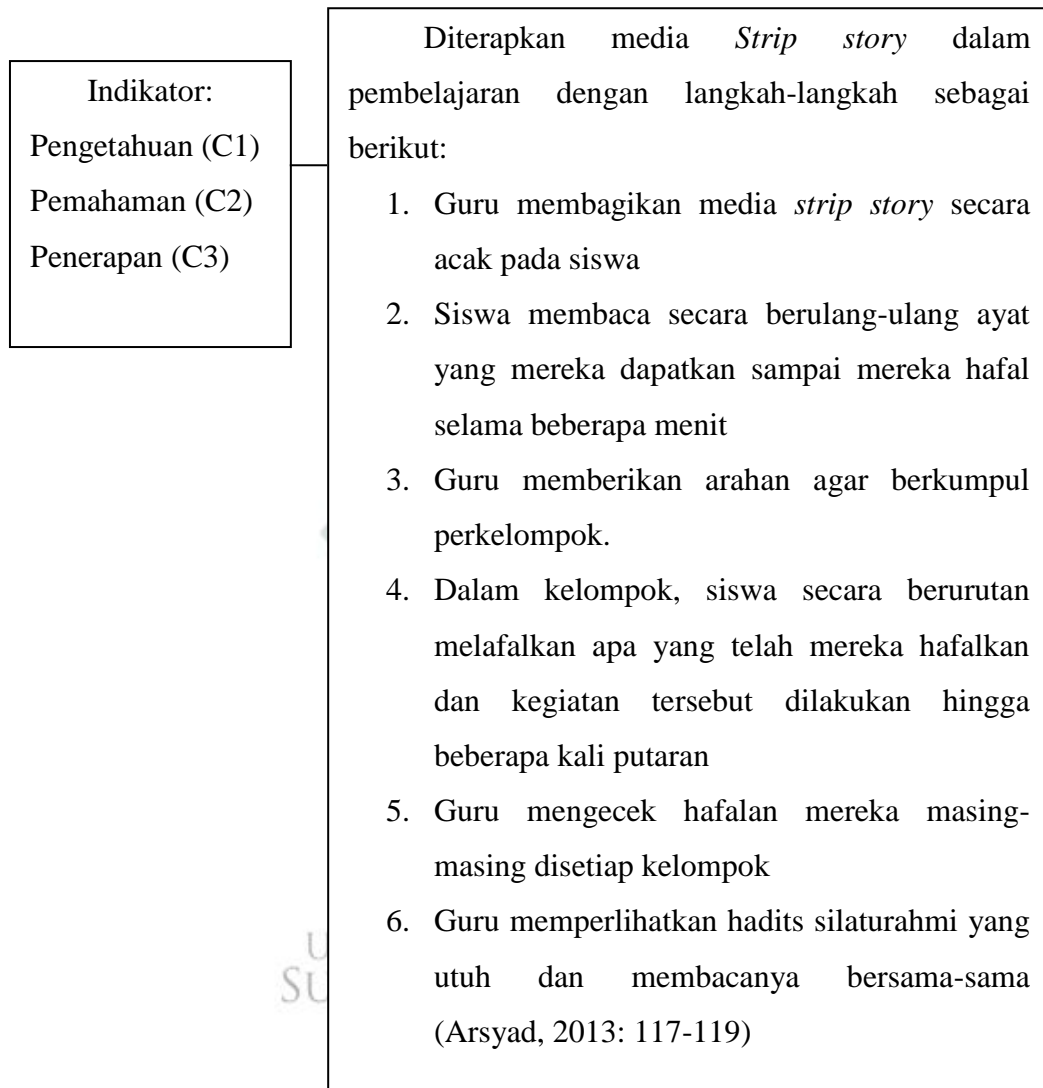 Indikator:
Pengetahuan (C1)
Pemahaman (C2)
Penerapan (C3)
Diterapkan media Strip story dalam
pembelajaran dengan langkah-langkah sebagai
berikut:
1. Guru membagikan media strip story secara
acak pada siswa
2. Siswa membaca secara berulang-ulang ayat
yang mereka dapatkan sampai mereka hafal
selama beberapa menit
3. Guru memberikan arahan agar berkumpul
perkelompok.
4. Dalam kelompok, siswa secara berurutan
melafalkan apa yang telah mereka hafalkan
dan kegiatan tersebut dilakukan hingga
beberapa kali putaran
5. Guru mengecek hafalan mereka masing-
masing disetiap kelompok
6. Guru memperlihatkan hadits silaturahmi yang
utuh dan membacanya bersama-sama
(Arsyad, 2013: 117-119)
U
SU